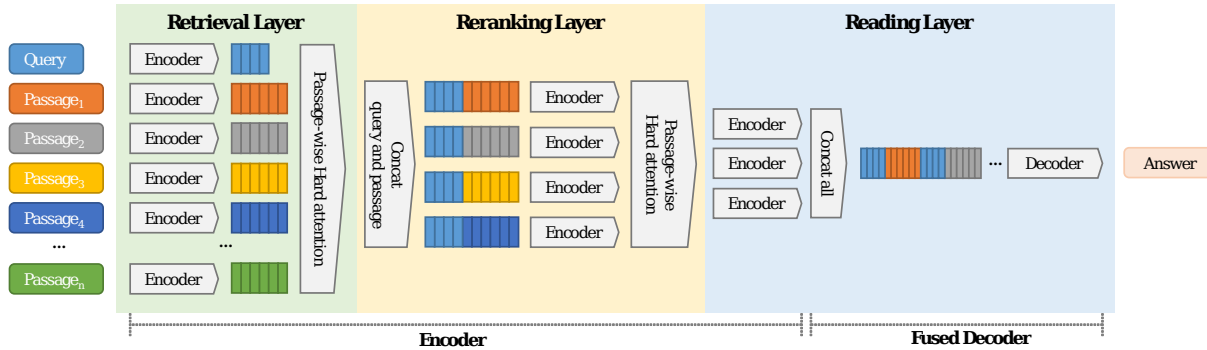 Retrieval Layer
Reranking Layer
Reading Layer
Query
Encoder
Passage1
Encoder
Passage2
Encoder
Passage3
Encoder
Passage4
Encoder
...
...
Passagen
Encoder
Passage-wise Hard attention
Concat
query and passage
Encoder
Encoder
Encoder
Encoder
Passage-wise
Hard attention
Encoder
Encoder
Encoder
Concat all
...
Decoder
Answer
Encoder
Fused Decoder